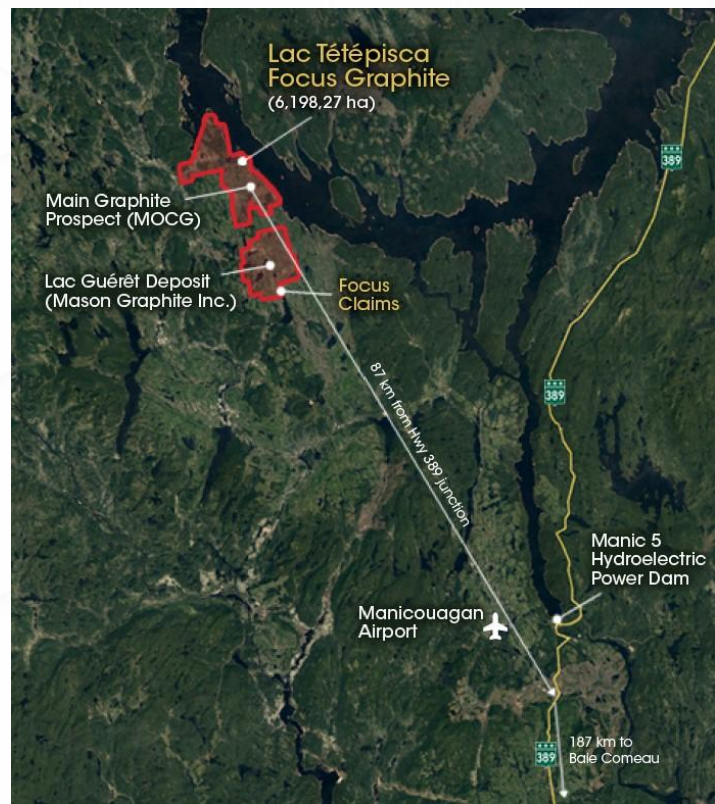 Lac Tétépisca
Focus Graphite
(6,198,27 ha)
389
Main Graphite
Prospect (MOCG)
Lac Guérêt Deposit
(Mason Graphite Inc.)
Focus
Claims
87 km from Hwy 389 junction
389
Manic 5
Hydroelectric
Power Dam
Manicouagan
Airport
389
187 km to
Baie Comeau